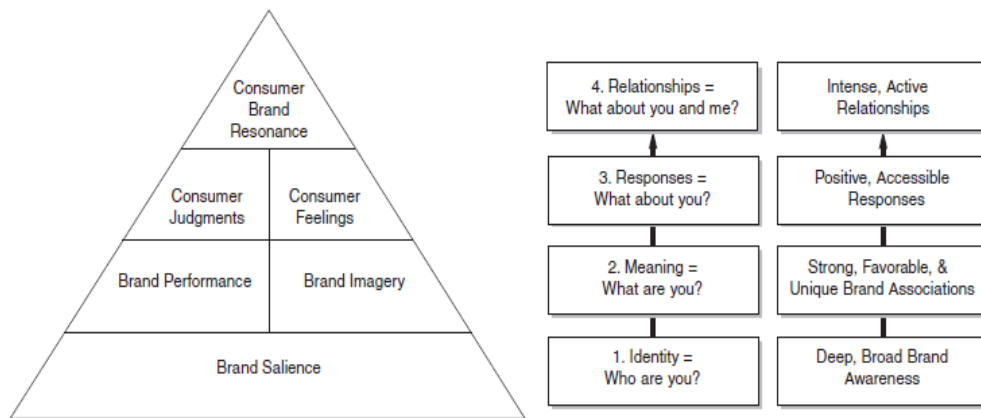 Consumer
Brand
Resonance
Consumer
Judgments
Consumer
Feelings
Brand Performance
Brand Imagery
Brand Salience
4. Relationships =
What about you and me?
Intense, Active
Relationships
3. Responses =
What about you?
Positive, Accessible
Responses
2. Meaning =
What are you?
Strong, Favorable, &
Unique Brand Associations
1. Identity =
Who are you?
Deep, Broad Brand
Awareness